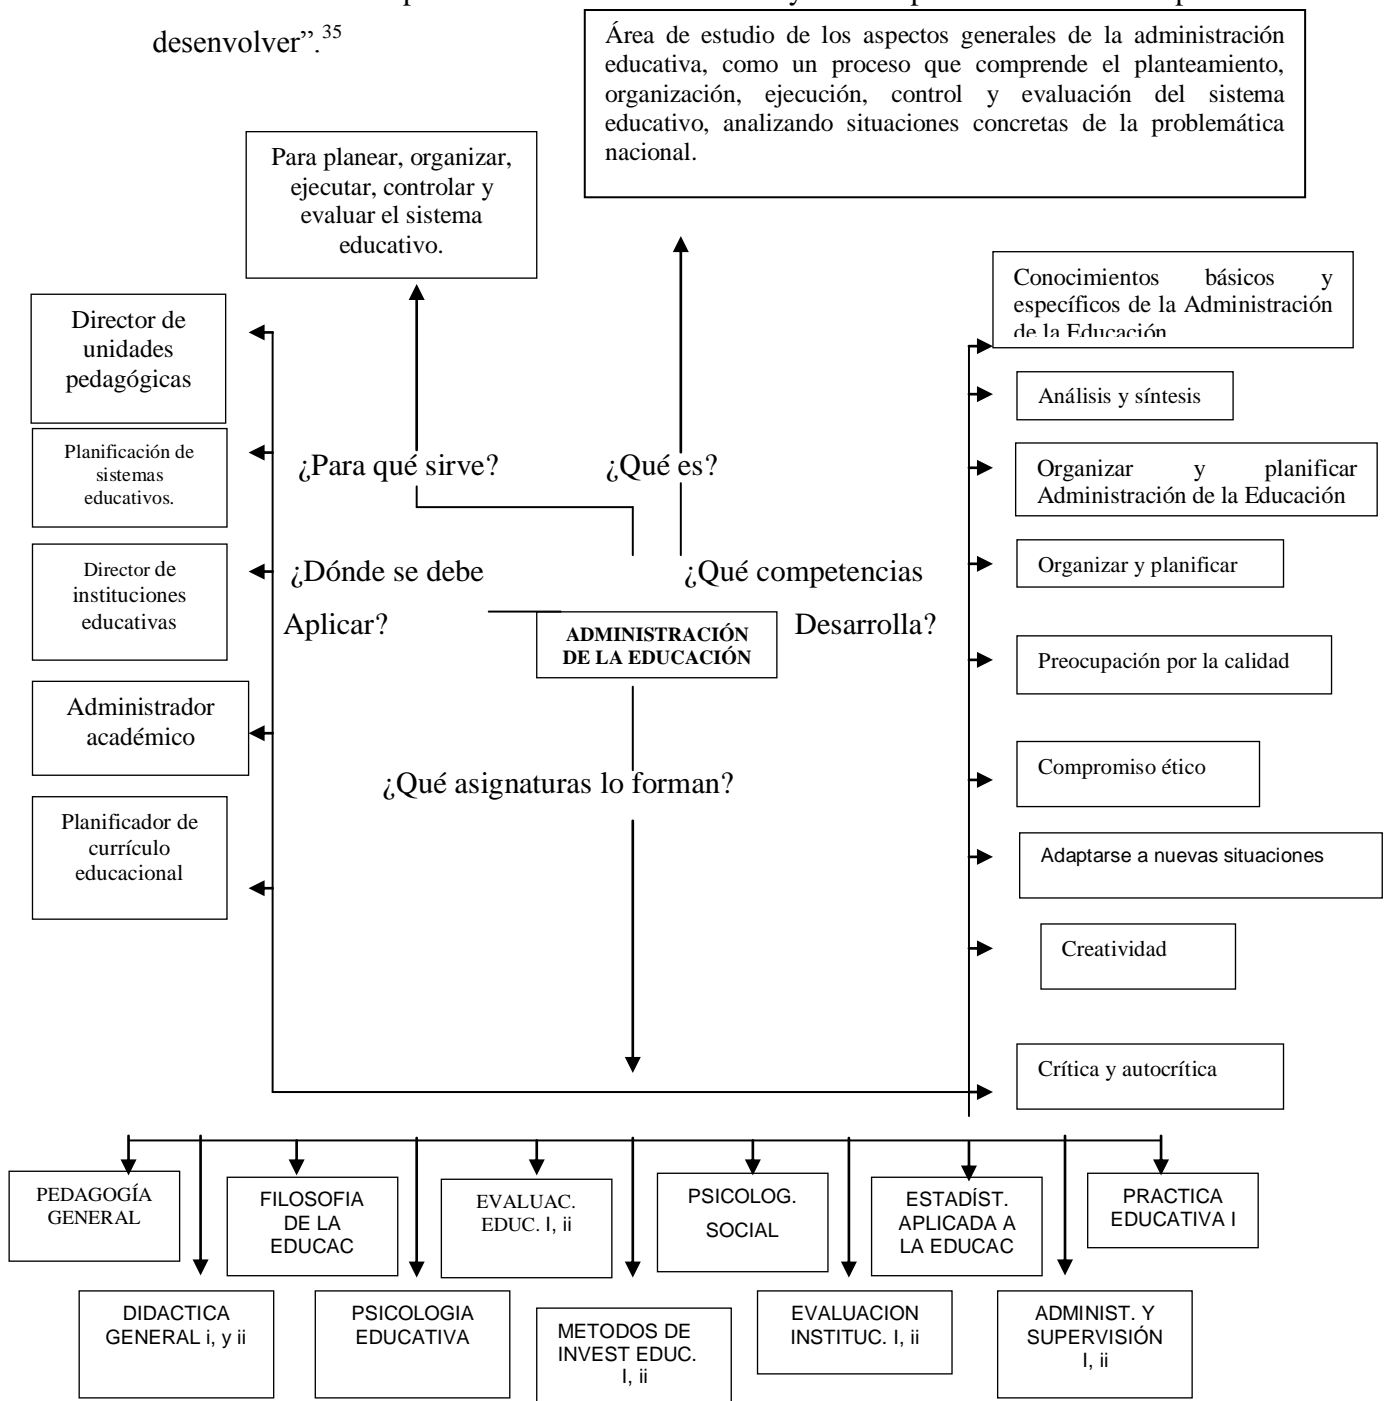 desenvolver”.35
Área de estudio de los aspectos generales de la administración
educativa, como un proceso que comprende el planteamiento,
organización, ejecución, control y evaluación del sistema
educativo, analizando situaciones concretas de la problemática
nacional.
Para planear, organizar,
ejecutar, controlar y
evaluar el sistema
educativo.
Conocimientos básicos y
específicos de la Administración
de la Educación
Director de
unidades
pedagógicas
Análisis y síntesis
Planificación de
sistemas
educativos.
¿Para qué sirve?
¿Qué es?
Organizar y planificar
Administración de la Educación
Director de
instituciones
educativas
¿Dónde se debe
Aplicar?
¿Qué competencias
Desarrolla?
Organizar y planificar
ADMINISTRACIÓN
DE LA EDUCACIÓN
Preocupación por la calidad
Administrador
académico
Compromiso ético
¿Qué asignaturas lo forman?
Planificador de
currículo
educacional
Adaptarse a nuevas situaciones
Creatividad
Crítica y autocrítica
PEDAGOGÍA
GENERAL
FILOSOFIA
DE LA
EDUCAC
EVALUAC.
EDUC. I, ii
PSICOLOG.
SOCIAL
ESTADÍST.
APLICADA A
LA EDUCAC
PRACTICA
EDUCATIVA I
DIDACTICA
GENERAL i, y ii
PSICOLOGIA
EDUCATIVA
METODOS DE
INVEST EDUC.
I, ii
EVALUACION
INSTITUC. I, ii
ADMINIST. Y
SUPERVISIÓN
I, ii